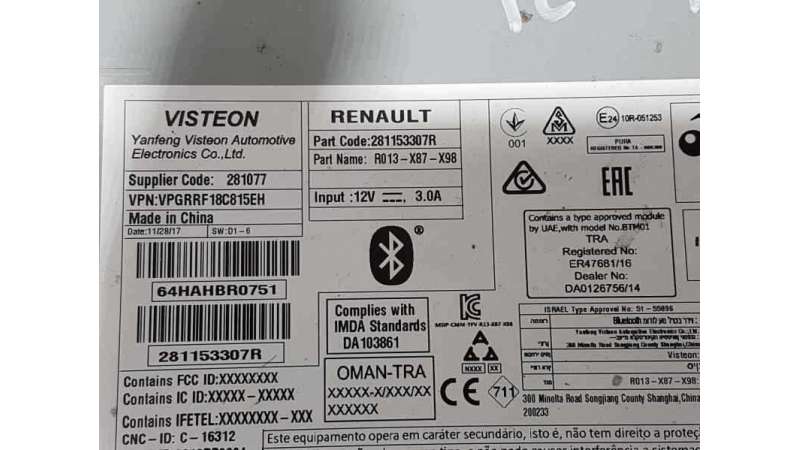 VISTEON
Yanfeng Visteon Automotive
Electronics Co.,Ltd.
Supplier Code: 281077
VPN:VPGRRF18C815EH
Made in China
Date:11/28/17 SW:D1-6
64HAHBR0751
281153307R
Contains FCC ID:XXXXXXXX
Contains IC ID:XXXXX-XXXXX
Contains IFETEL:XXXXXXXX-XXX
CNC-ID: C-16312
RENAULT
Part Code:281153307R
Part Name: R013-X87-X98
Input :12V 3.0A
Complies with
IMDA Standards
DA103861
OMAN-TRA
XXXXX-X/XXX/XX
XXXXXX
001
XXXX
E24 10R-051253
EAC
Contains a type approved module
by UAE,with model No.BTM01
TRA
Registered No:
ER47681/16
Dealer No:
DA0126756/14
ISRAEL Type Approval No: 51-55896
Bluetooth
Visteon:
R013-X87-X98:
XXXX XX
CE
711
300 Minolta Road Songjiang County Shanghai,China
200233
Este equipamento opera em caráter secundário, isto é, não tem direito a proteçã